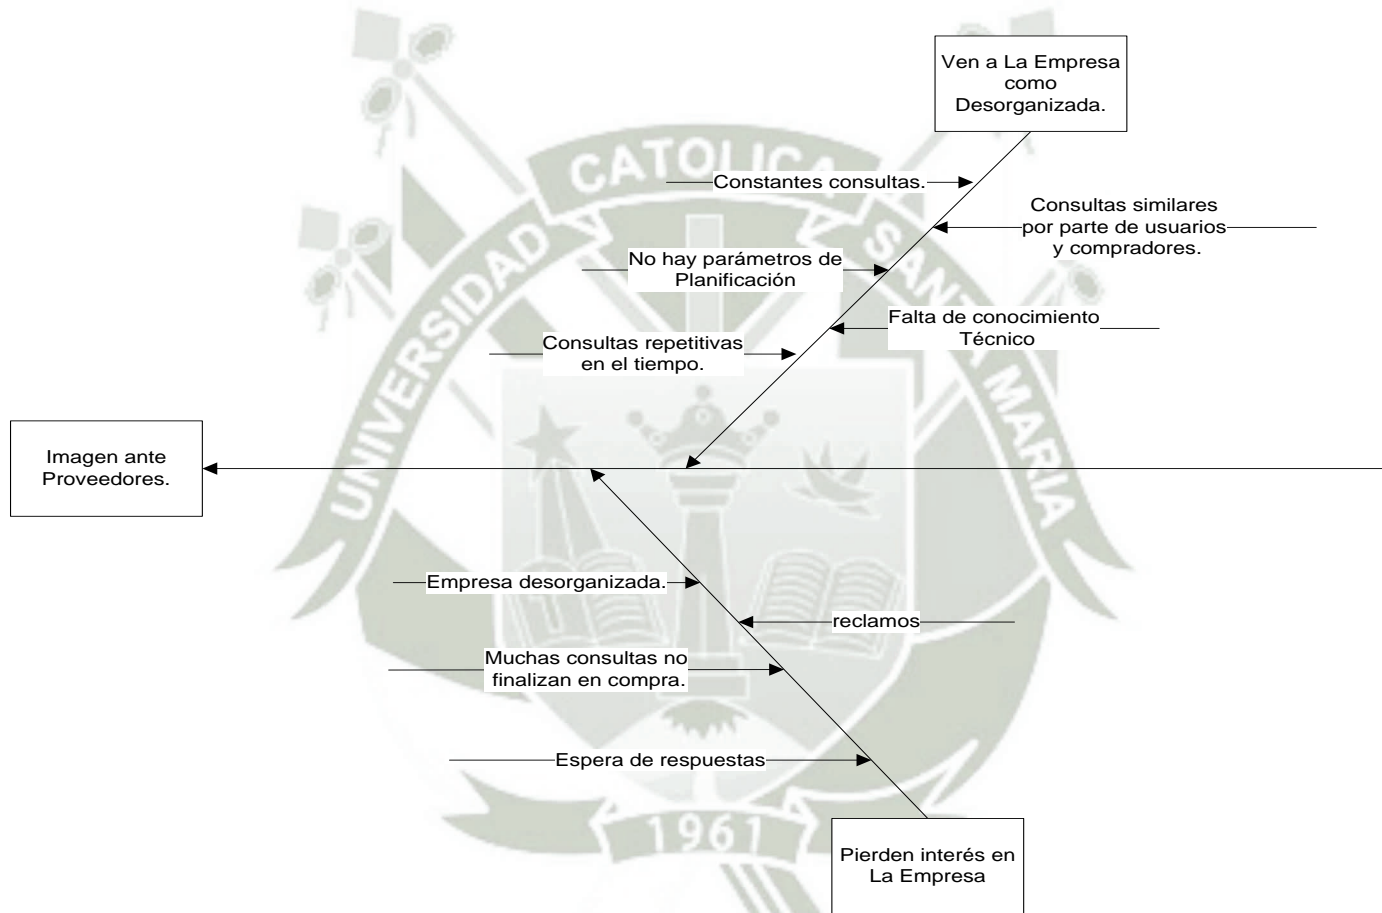 Ven a La Empresa
como
Desorganizada.
CATOLICA
UNIVERSIDAD
SANTA MARIA
Constantes consultas.
Consultas similares
por parte de usuarios
y compradores.
No hay parámetros de
Planificación
Falta de conocimiento
Técnico
Consultas repetitivas
en el tiempo.
Imagen ante
Proveedores.
Empresa desorganizada.
reclamos
Muchas consultas no
finalizan en compra.
Espera de respuestas
1961
Pierden interés en
La Empresa